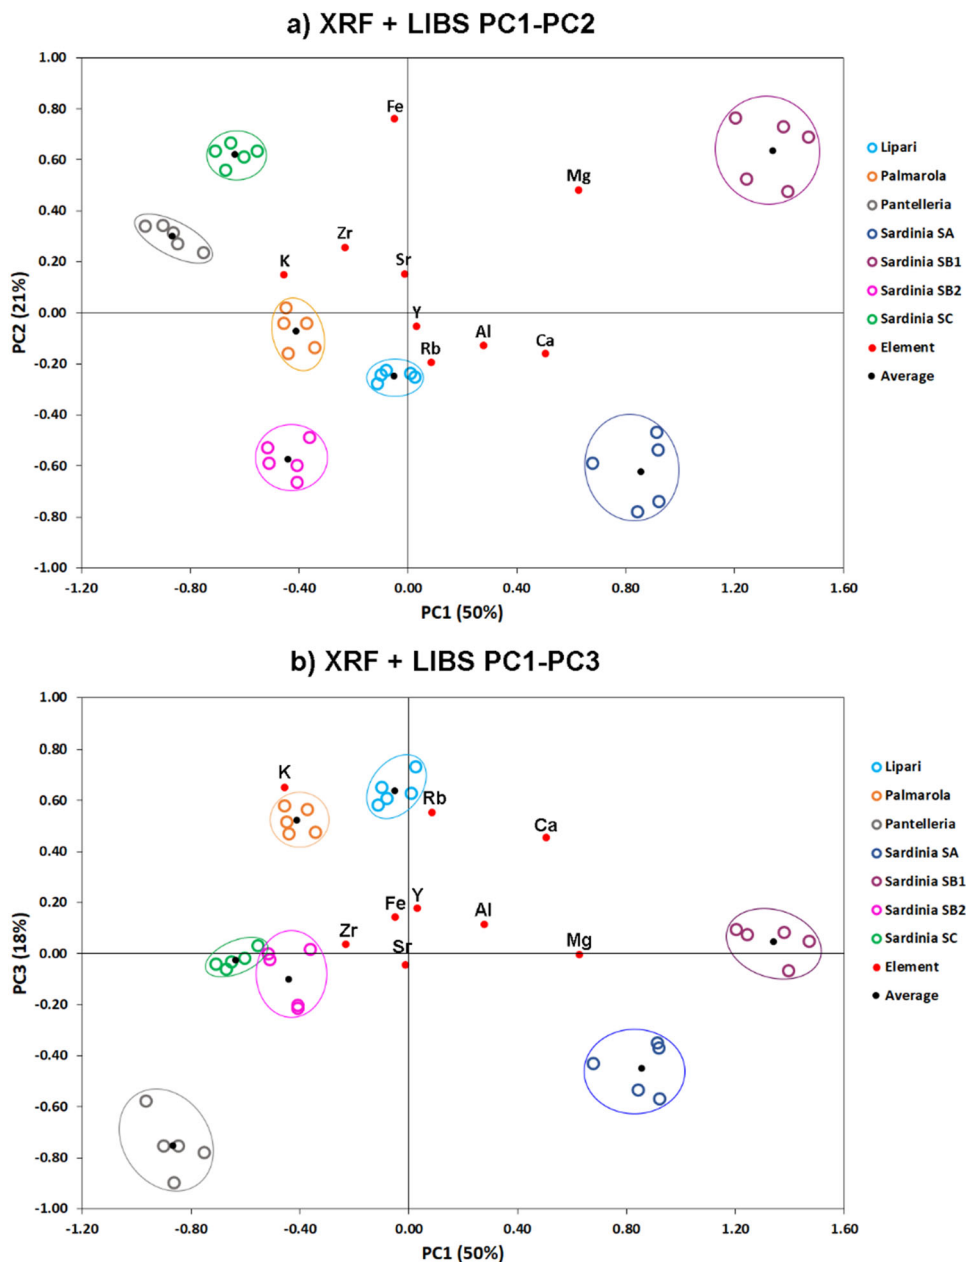 a) XRF + LIBS PC1-PC2
1.00
0.80
0.60
0.40
0.20
0.00
-0.20
-0.40
-0.60
-0.80
-1.00
PC2 (21%)
Fe
Mg
Zr
K
Sr
Y
Rb
Al
Ca
-1.20
-0.80
-0.40
0.00
0.40
0.80
1.20
1.60
PC1 (50%)
Lipari
Palmarola
Pantelleria
Sardinia SA
Sardinia SB1
Sardinia SB2
Sardinia SC
Element
Average
b) XRF + LIBS PC1-PC3
1.00
0.80
0.60
0.40
0.20
0.00
-0.20
-0.40
-0.60
-0.80
-1.00
PC3 (18%)
K
Rb
Ca
Fe
Y
Al
Zr
Sr
Mg
-1.20
-0.80
-0.40
0.00
0.40
0.80
1.20
1.60
PC1 (50%)
Lipari
Palmarola
Pantelleria
Sardinia SA
Sardinia SB1
Sardinia SB2
Sardinia SC
Element
Average